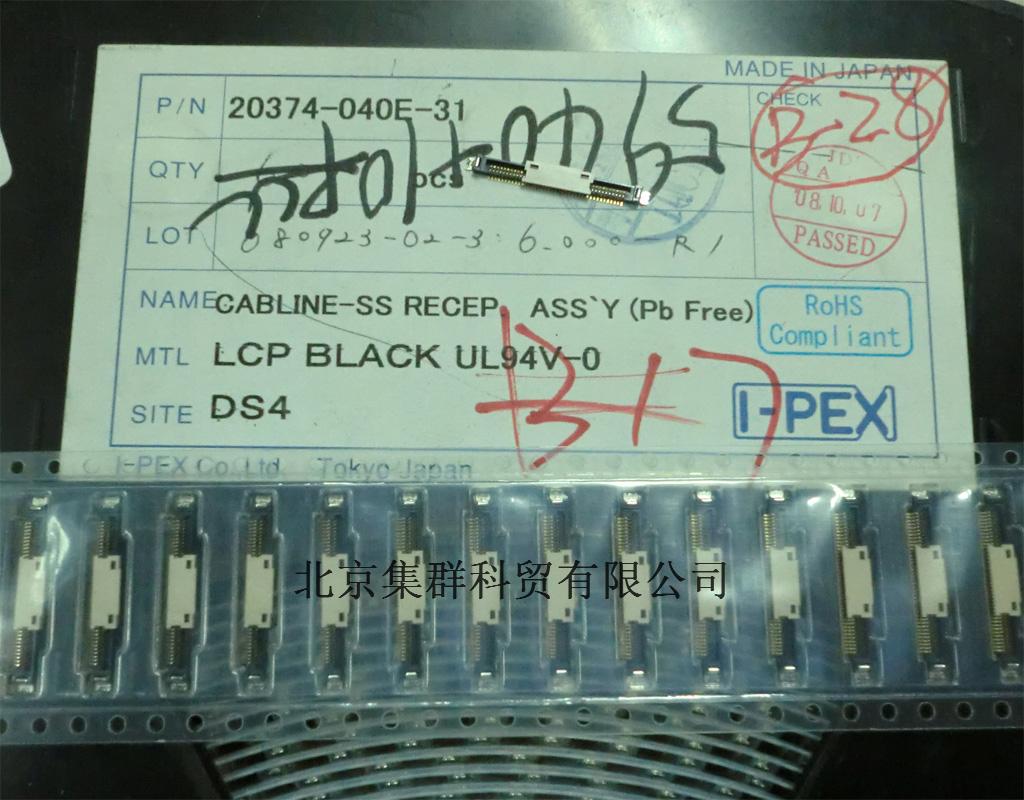 MADE IN JAPAN
P/N 20374-040E-31
CHECK
R-28
QTY pcs
QA
08.10.07
PASSED
LOT 080923-02-3:6.000-R1
NAME CABLINE-SS RECEP. ASS`Y (Pb Free)
RoHS
Compliant
MTL LCP BLACK UL94V-0
B17
SITE DS4
I-PEX
I-PEX Co.,Ltd. Tokyo Japan
北京集群科贸有限公司